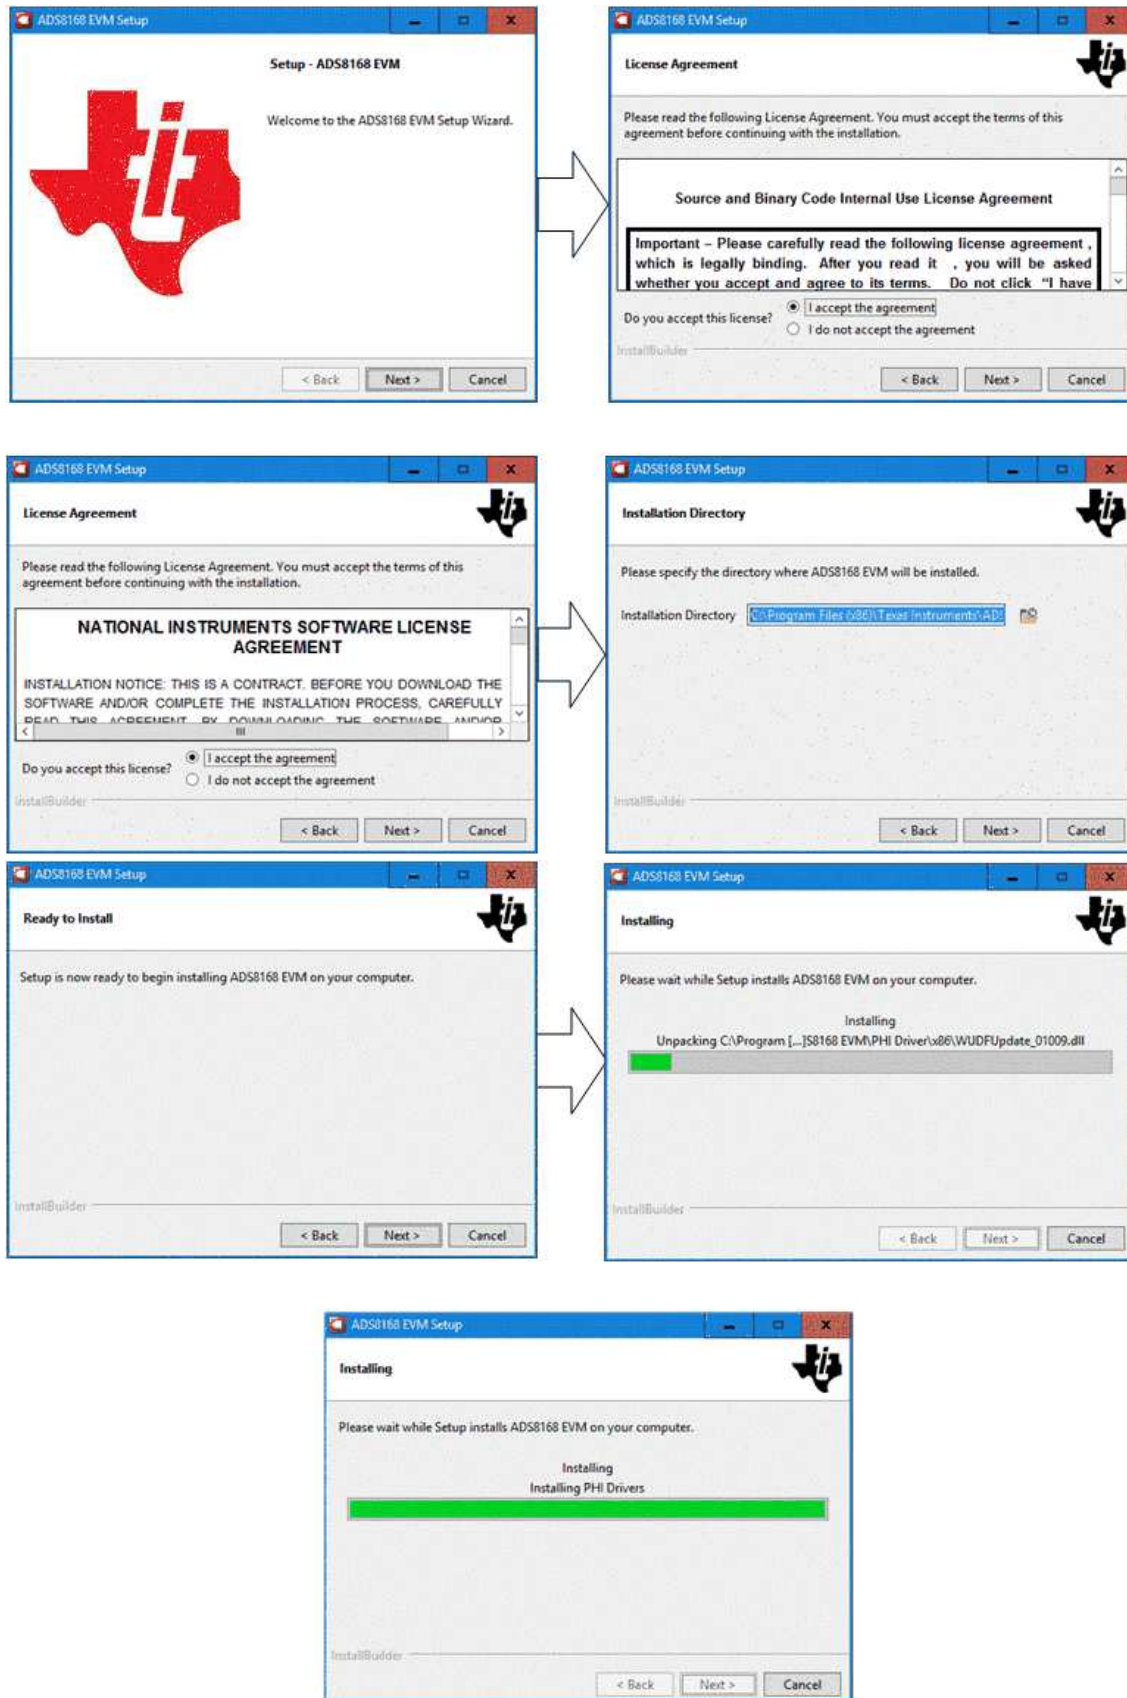 ADS8168 EVM Setup
Setup - ADS8168 EVM
Welcome to the ADS8168 EVM Setup Wizard.
< Back Next > Cancel
ADS8168 EVM Setup
License Agreement
Please read the following License Agreement. You must accept the terms of this
agreement before continuing with the installation.
Source and Binary Code Internal Use License Agreement
Important – Please carefully read the following license agreement ,
which is legally binding. After you read it , you will be asked
whether you accept and agree to its terms. Do not click “I have
Do you accept this license?
I accept the agreement
I do not accept the agreement
InstallBuilder
< Back Next > Cancel
ADS8168 EVM Setup
License Agreement
Please read the following License Agreement. You must accept the terms of this
agreement before continuing with the installation.
NATIONAL INSTRUMENTS SOFTWARE LICENSE
AGREEMENT
INSTALLATION NOTICE: THIS IS A CONTRACT. BEFORE YOU DOWNLOAD THE
SOFTWARE AND/OR COMPLETE THE INSTALLATION PROCESS, CAREFULLY
READ THIS AGREEMENT. BY DOWNLOADING THE SOFTWARE AND/OR
Do you accept this license?
I accept the agreement
I do not accept the agreement
InstallBuilder
< Back Next > Cancel
ADS8168 EVM Setup
Installation Directory
Please specify the directory where ADS8168 EVM will be installed.
Installation Directory C:\Program Files (x86)\Texas Instruments\ADS
InstallBuilder
< Back Next > Cancel
ADS8168 EVM Setup
Ready to Install
Setup is now ready to begin installing ADS8168 EVM on your computer.
InstallBuilder
< Back Next > Cancel
ADS8168 EVM Setup
Installing
Please wait while Setup installs ADS8168 EVM on your computer.
Installing
Unpacking C:\Program [...]S8168 EVM\PHI Driver\x86\WUDFUpdate_01009.dll
InstallBuilder
< Back Next > Cancel
ADS8168 EVM Setup
Installing
Please wait while Setup installs ADS8168 EVM on your computer.
Installing
Installing PHI Drivers
InstallBuilder
< Back Next > Cancel